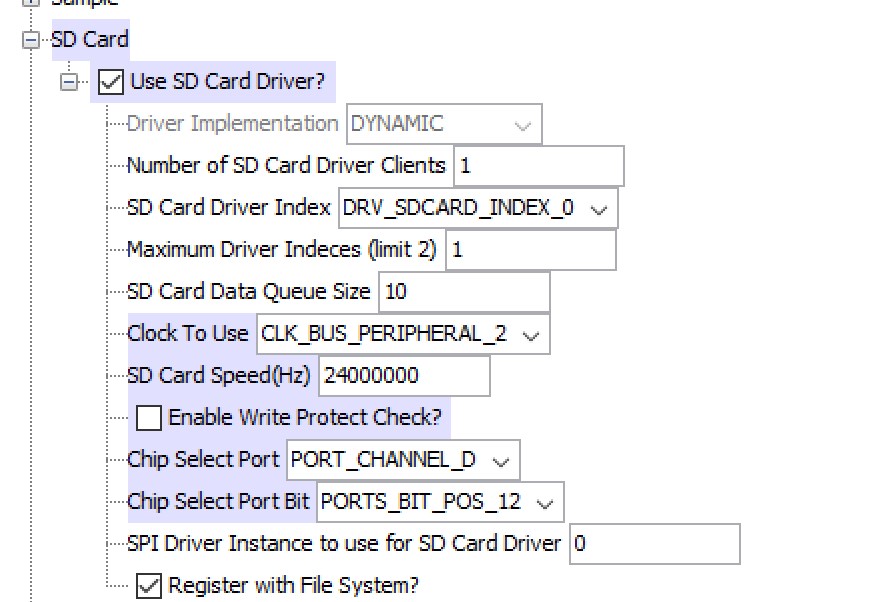 Sample
SD Card
Use SD Card Driver?
Driver Implementation DYNAMIC
Number of SD Card Driver Clients 1
SD Card Driver Index DRV_SDCARD_INDEX_0
Maximum Driver Indeces (limit 2) 1
SD Card Data Queue Size 10
Clock To Use CLK_BUS_PERIPHERAL_2
SD Card Speed(Hz) 24000000
Enable Write Protect Check?
Chip Select Port PORT_CHANNEL_D
Chip Select Port Bit PORTS_BIT_POS_12
SPI Driver Instance to use for SD Card Driver 0
Register with File System?